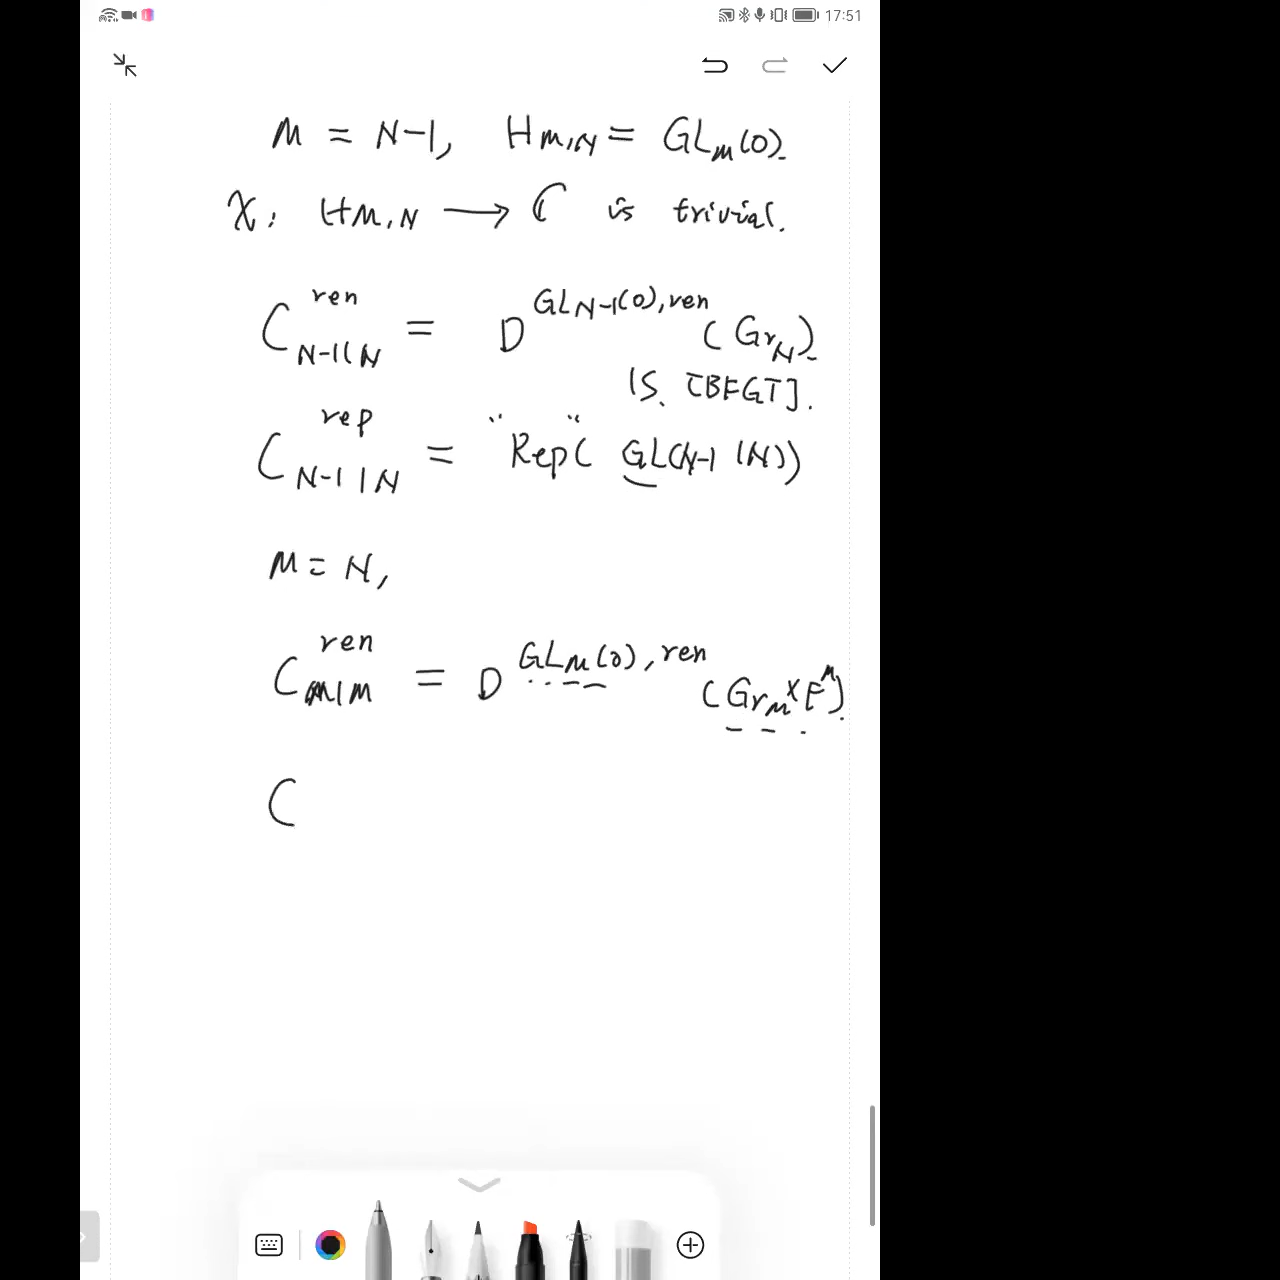 17:51
M = N-1, H_{M,N} = GL_M(O).
χ: H_{M,N} ⟶ ℂ is trivial.
C^{ren}_{N-1|N} = D^{GL_{N-1}(O), ren} (Gr_N)
|S. [BFGT].
C^{rep}_{N-1|N} = "Rep( GL(N-1|N))
M = N,
C^{ren}_{M|M} = D^{GL_M(O), ren} (Gr_M × F^M).
C